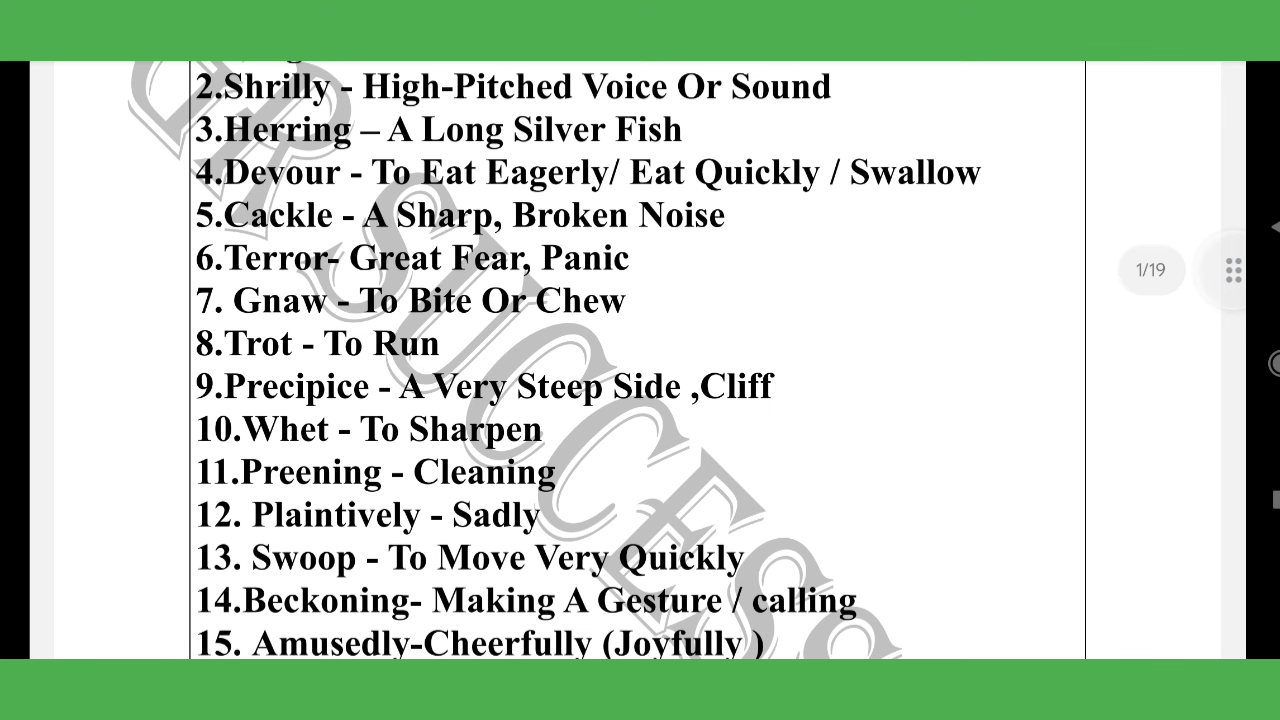 2.Shrilly - High-Pitched Voice Or Sound
3.Herring – A Long Silver Fish
4.Devour - To Eat Eagerly/ Eat Quickly / Swallow
5.Cackle - A Sharp, Broken Noise
6.Terror- Great Fear, Panic
1/19
7. Gnaw - To Bite Or Chew
8.Trot - To Run
9.Precipice - A Very Steep Side ,Cliff
10.Whet - To Sharpen
11.Preening - Cleaning
12. Plaintively - Sadly
13. Swoop - To Move Very Quickly
14.Beckoning- Making A Gesture / calling
15. Amusedly-Cheerfully (Joyfully )
SUCCESS